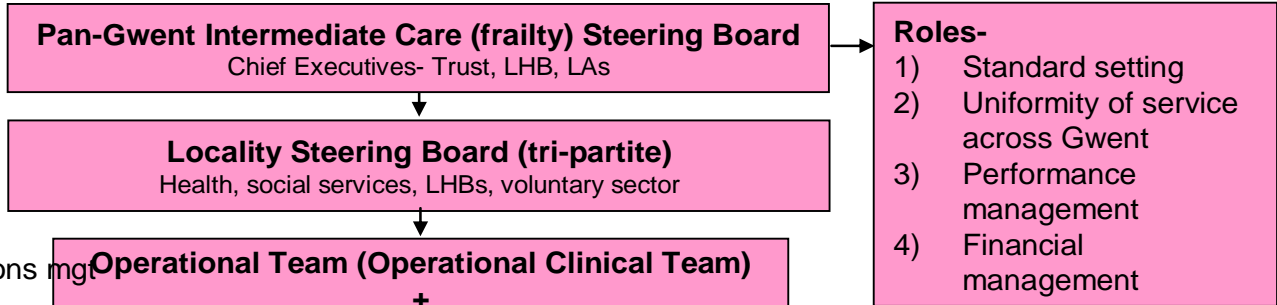 Pan-Gwent Intermediate Care (frailty) Steering Board
Chief Executives- Trust, LHB, LAs
Locality Steering Board (tri-partite)
Health, social services, LHBs, voluntary sector
ons mgt
Operational Team (Operational Clinical Team)
+
Roles-
1) Standard setting
2) Uniformity of service
across Gwent
3) Performance
management
4) Financial
management